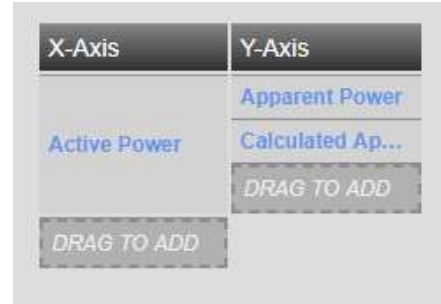 X-Axis Y-Axis
Apparent Power
Active Power
Calculated Ap...
DRAG TO ADD
DRAG TO ADD